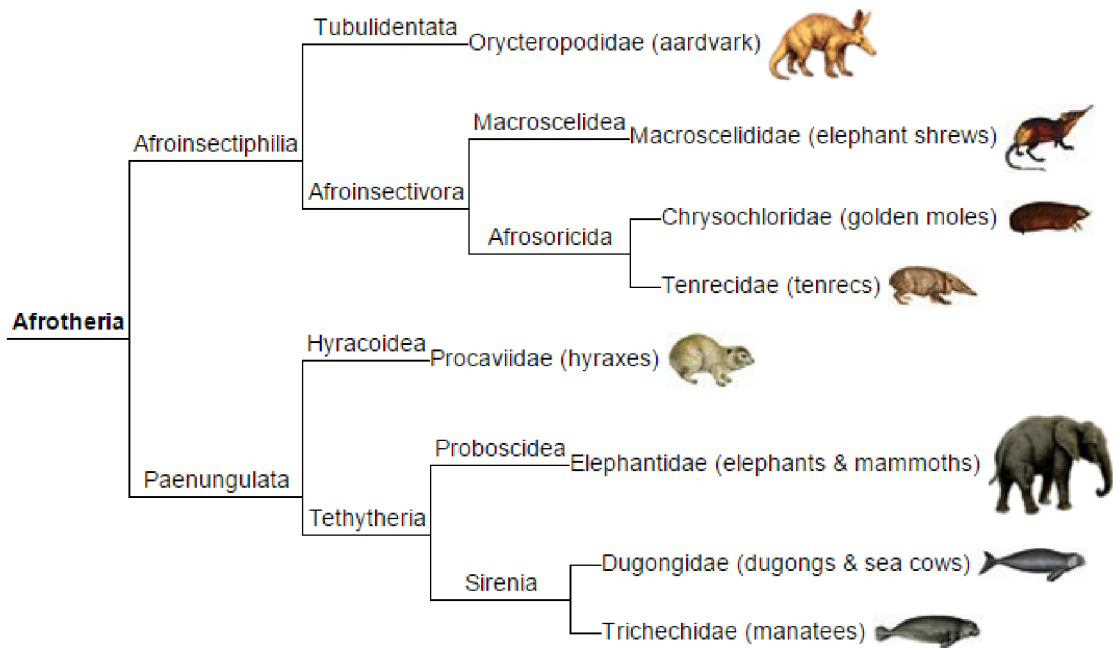 Tubulidentata
Orycteropodidae (aardvark)
Macroscelidea
Macroscelididae (elephant shrews)
Afroinsectiphilia
Afroinsectivora
Chrysochloridae (golden moles)
Afrosoricida
Tenrecidae (tenrecs)
Afrotheria
Hyracoidea
Procaviidae (hyraxes)
Proboscidea
Elephantidae (elephants & mammoths)
Paenungulata
Tethytheria
Dugongidae (dugongs & sea cows)
Sirenia
Trichechidae (manatees)